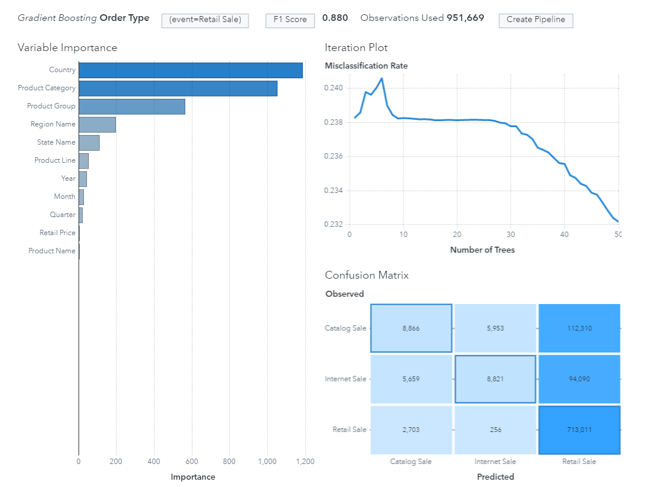 Gradient Boosting Order Type (event=Retail Sale) F1 Score 0.880 Observations Used 951,669 Create Pipeline
Variable Importance
Country
Product Category
Product Group
Region Name
State Name
Product Line
Year
Month
Quarter
Retail Price
Product Name
0 200 400 600 800 1,000 1,200
Importance
Iteration Plot
Misclassification Rate
0.240
0.238
0.236
0.234
0.232
0 10 20 30 40 50
Number of Trees
Confusion Matrix
Observed
Catalog Sale 8,866 5,953 112,310
Internet Sale 5,659 8,821 94,090
Retail Sale 2,703 256 713,011
Catalog Sale Internet Sale Retail Sale
Predicted